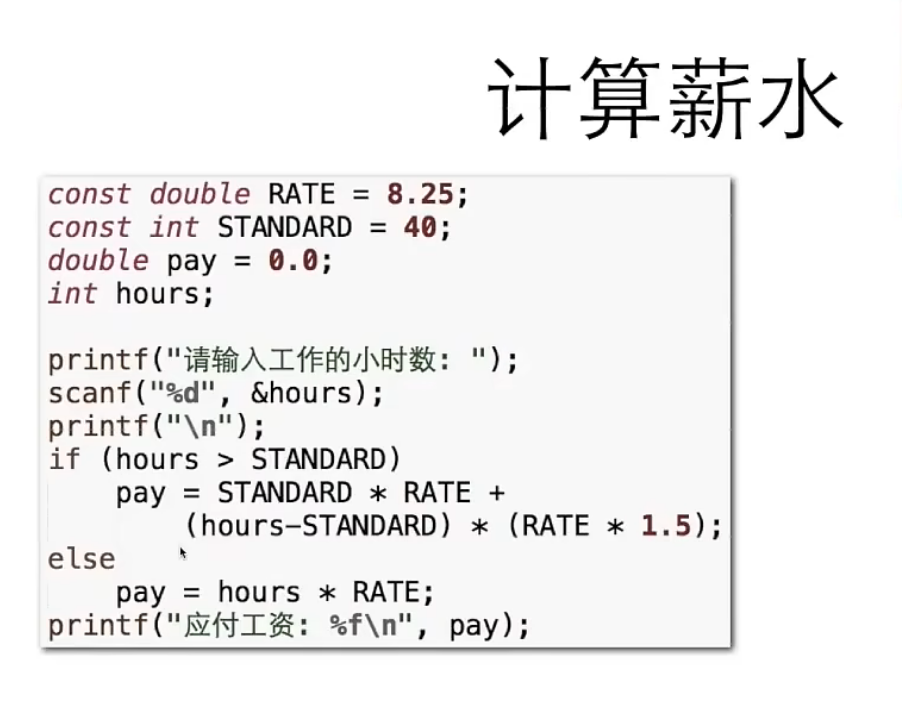 计算薪水
const double RATE = 8.25;
const int STANDARD = 40;
double pay = 0.0;
int hours;
printf("请输入工作的小时数: ");
scanf("%d", &hours);
printf("\n");
if (hours > STANDARD)
pay = STANDARD * RATE +
(hours-STANDARD) * (RATE * 1.5);
else
pay = hours * RATE;
printf("应付工资: %f\n", pay);